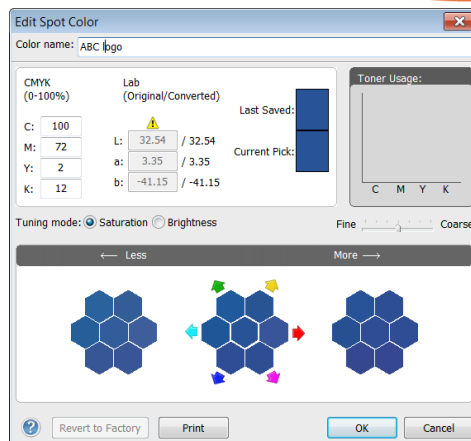 Edit Spot Color
Color name: ABC logo
CMYK
(0-100%)
Lab
(Original/Converted)
C: 100
M: 72
Y: 2
K: 12
L: 32.54 / 32.54
a: 3.35 / 3.35
b: -41.15 / -41.15
Last Saved:
Current Pick:
Toner Usage:
C M Y K
Tuning mode: Saturation Brightness
Fine Coarse
← Less
More →
? Revert to Factory Print OK Cancel